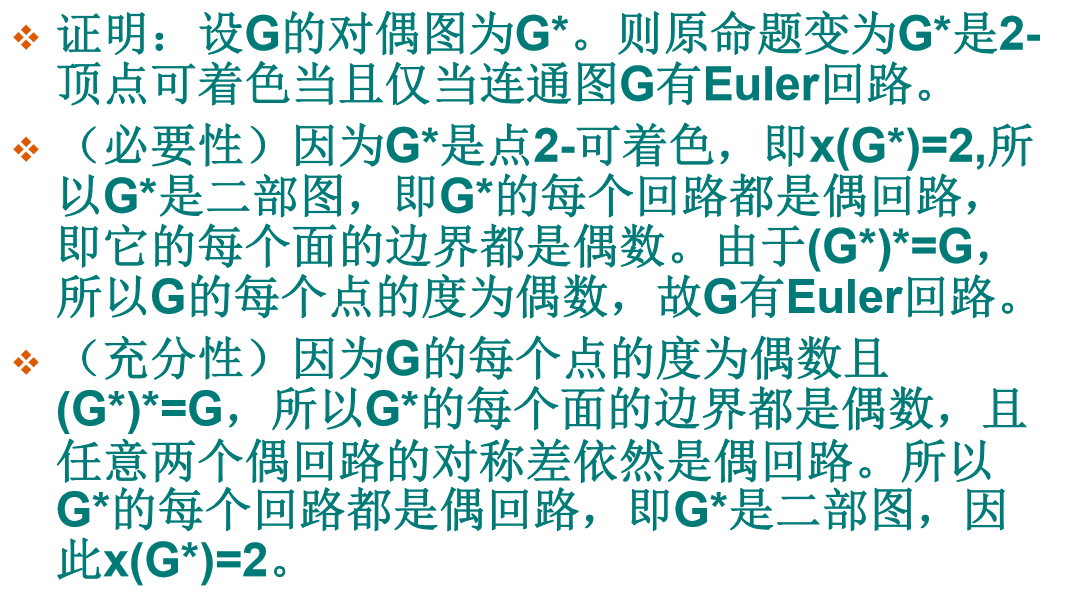 ❖ 证明：设G的对偶图为G*。则原命题变为G*是2-
顶点可着色当且仅当连通图G有Euler回路。
❖ （必要性）因为G*是点2-可着色，即x(G*)=2,所
以G*是二部图，即G*的每个回路都是偶回路，
即它的每个面的边界都是偶数。由于(G*)*=G，
所以G的每个点的度为偶数，故G有Euler回路。
❖ （充分性）因为G的每个点的度为偶数且
(G*)*=G，所以G*的每个面的边界都是偶数，且
任意两个偶回路的对称差依然是偶回路。所以
G*的每个回路都是偶回路，即G*是二部图，因
此x(G*)=2。